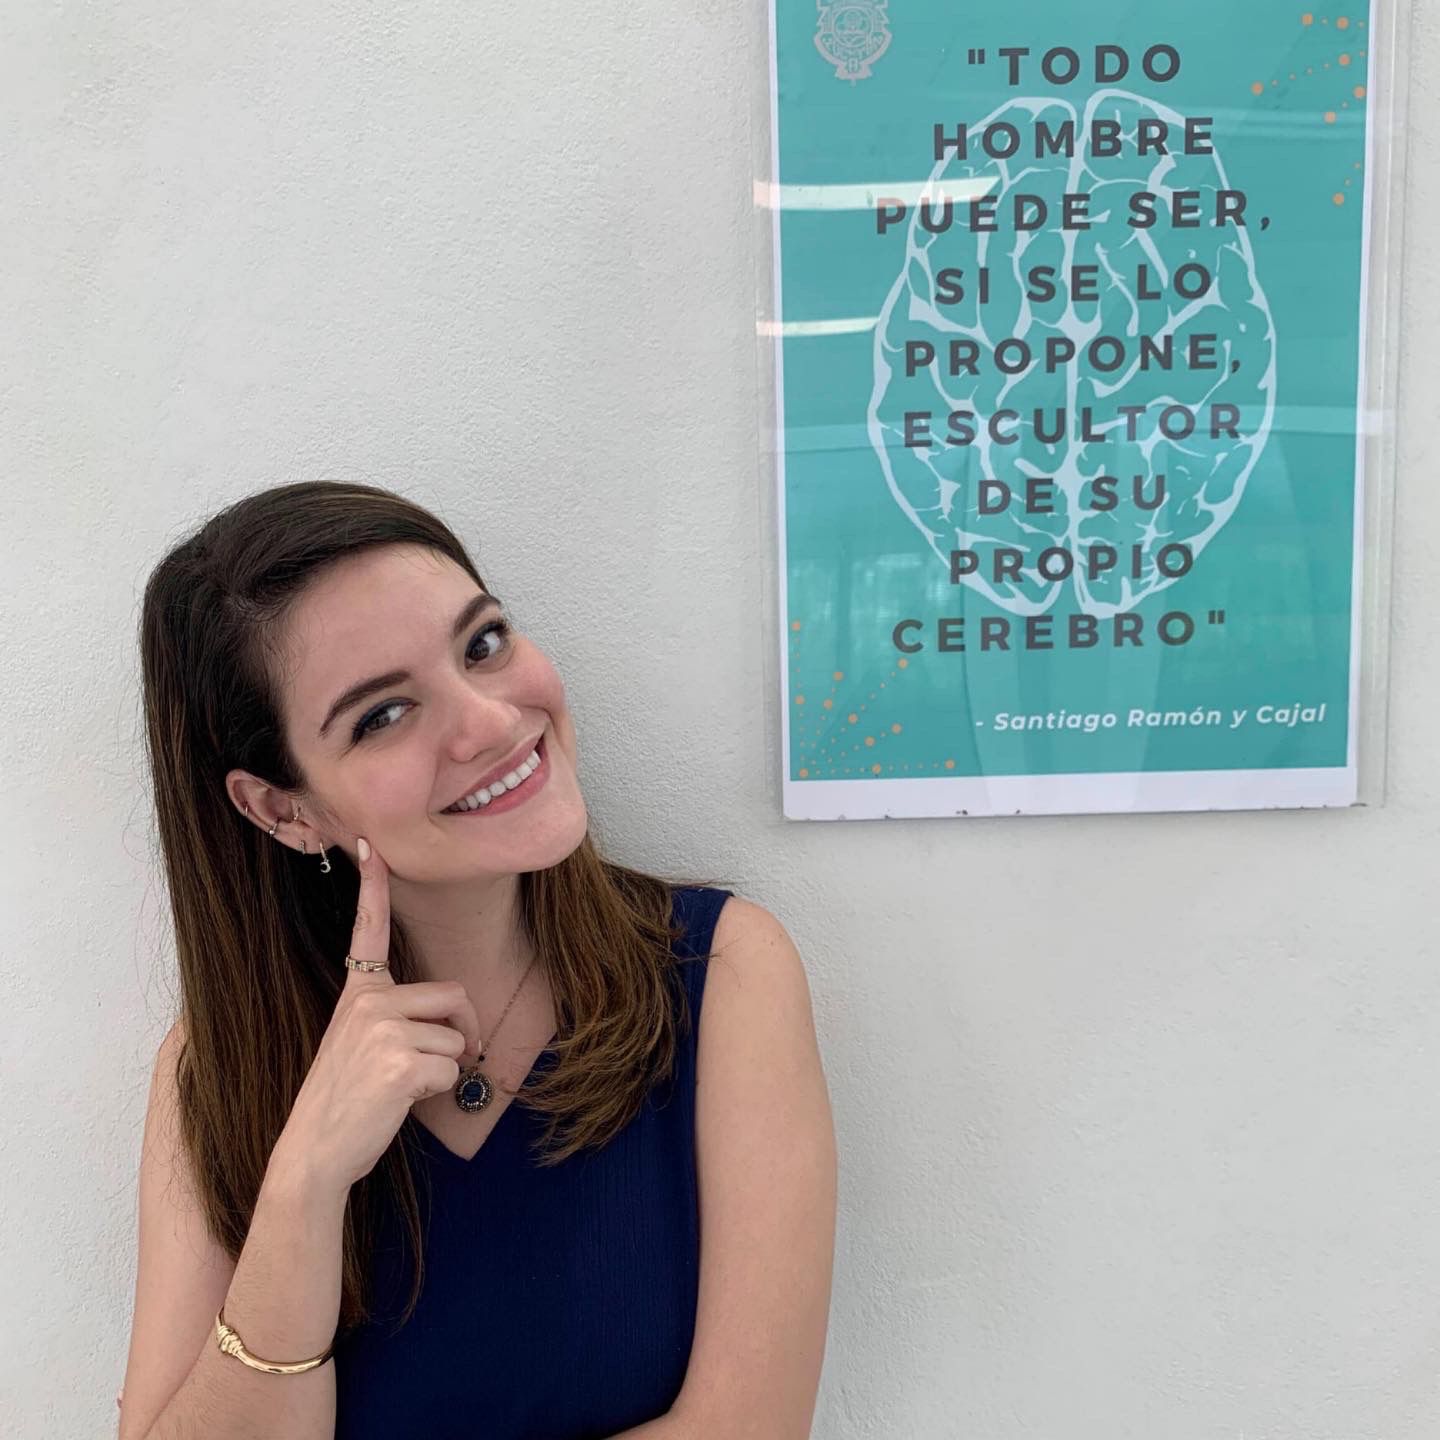 "TODO
HOMBRE
PUEDE SER,
SI SE LO
PROPONE,
ESCULTOR
DE SU
PROPIO
CEREBRO"
- Santiago Ramón y Cajal